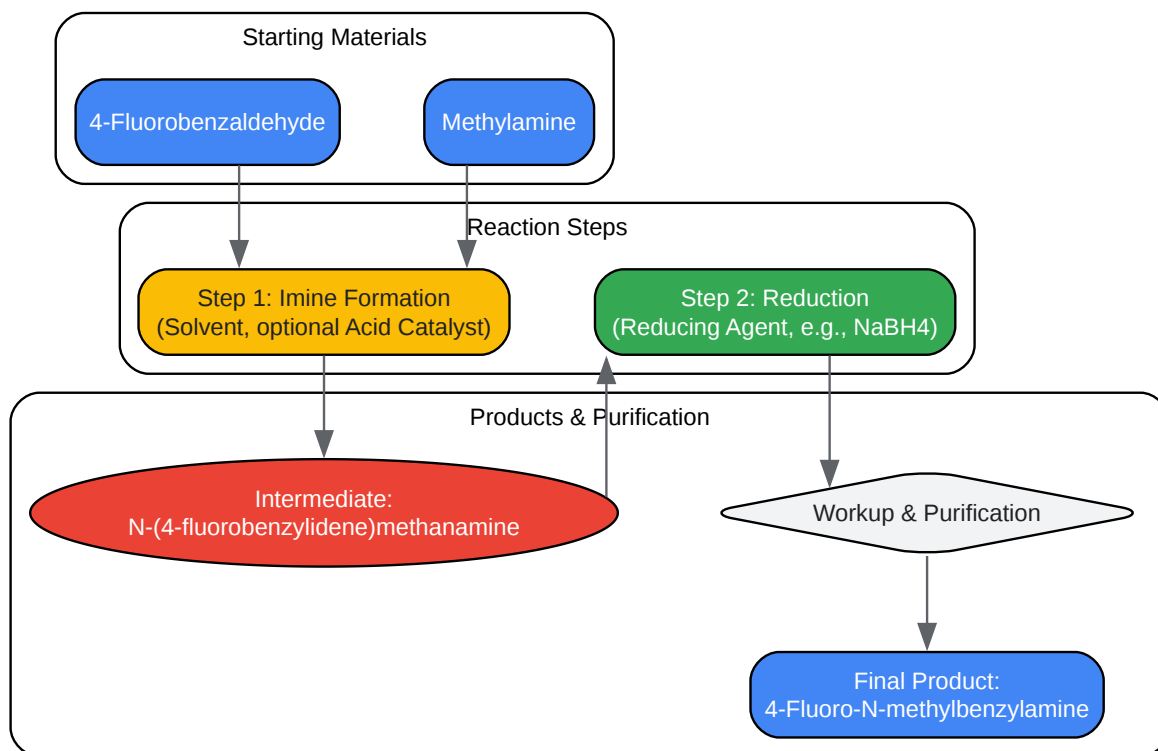 Starting Materials
4-Fluorobenzaldehyde
Methylamine
Reaction Steps
Step 1: Imine Formation
(Solvent, optional Acid Catalyst)
Step 2: Reduction
(Reducing Agent, e.g., NaBH4)
Products & Purification
Intermediate:
N-(4-fluorobenzylidene)methanamine
Workup & Purification
Final Product:
4-Fluoro-N-methylbenzylamine